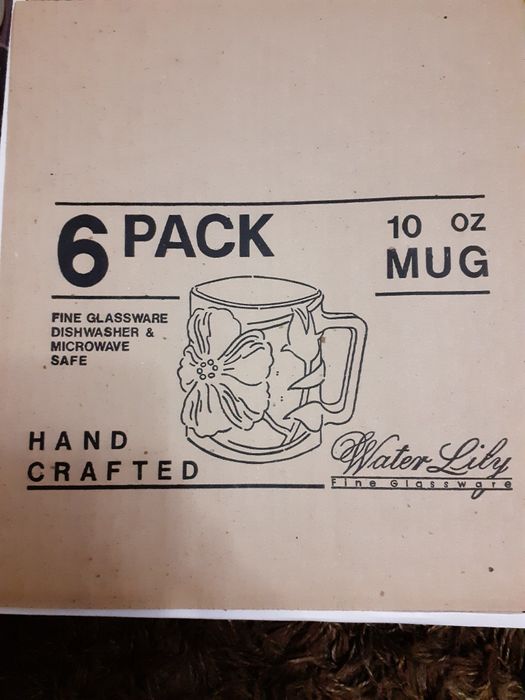 6 PACK
10 OZ
MUG
FINE GLASSWARE
DISHWASHER &
MICROWAVE
SAFE
HAND
CRAFTED
Water Lily
Fine Glassware